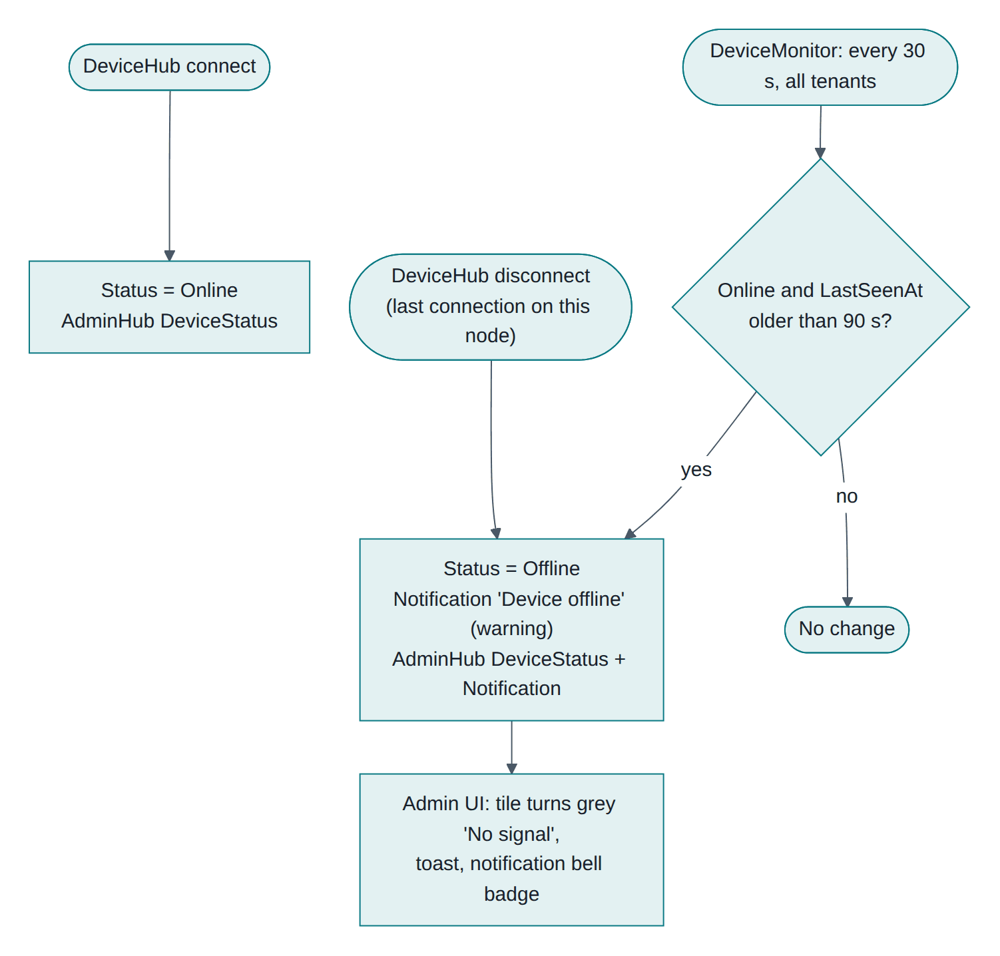 DeviceHub connect
DeviceMonitor: every 30
s, all tenants
Status = Online
AdminHub DeviceStatus
DeviceHub disconnect
(last connection on this
node)
Online and LastSeenAt
older than 90 s?
yes
no
Status = Offline
Notification 'Device offline'
(warning)
AdminHub DeviceStatus +
Notification
No change
Admin UI: tile turns grey
'No signal',
toast, notification bell
badge